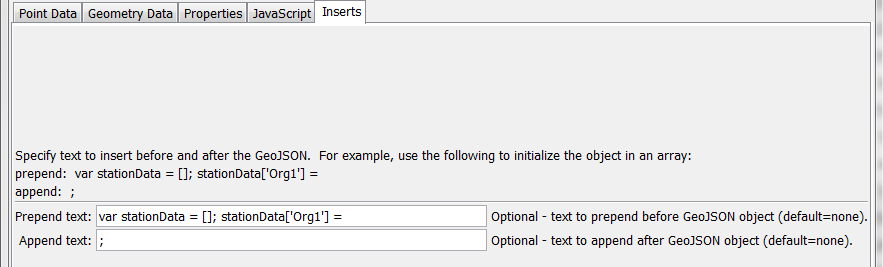 Point Data Geometry Data Properties JavaScript Inserts
Specify text to insert before and after the GeoJSON.  For example, use the following to initialize the object in an array:
prepend:  var stationData = []; stationData['Org1'] =
append:  ;
Prepend text: var stationData = []; stationData['Org1'] = Optional - text to prepend before GeoJSON object (default=none).
Append text: ; Optional - text to append after GeoJSON object (default=none).